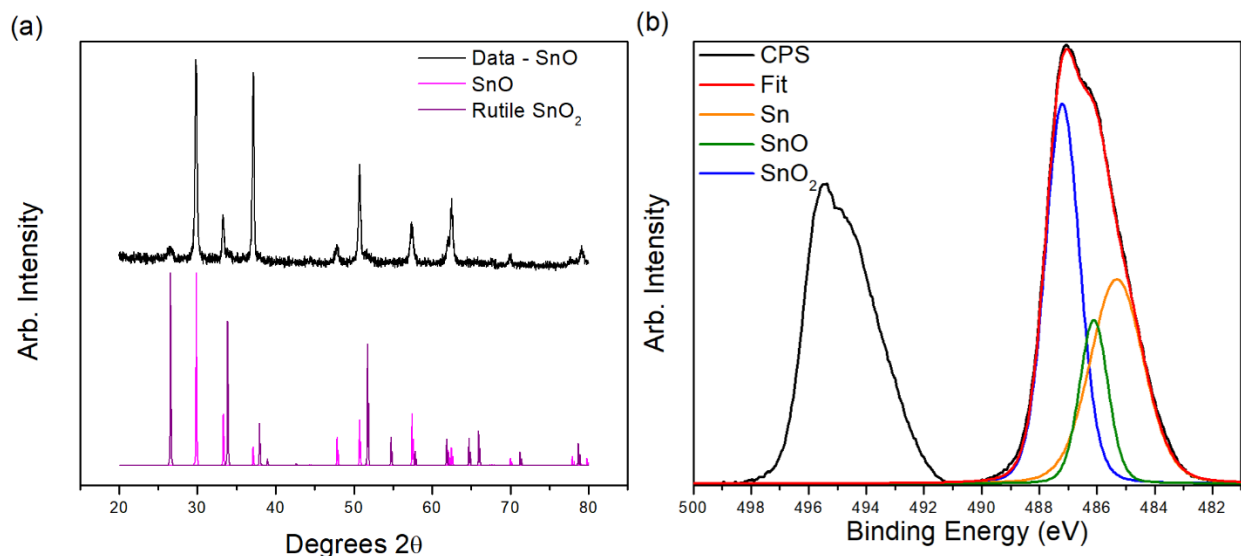 (a)
Data - SnO
SnO
Rutile SnO₂
Arb. Intensity
20 30 40 50 60 70 80
Degrees 2θ
(b)
CPS
Fit
Sn
SnO
SnO₂
Arb. Intensity
500 498 496 494 492 490 488 486 484 482
Binding Energy (eV)